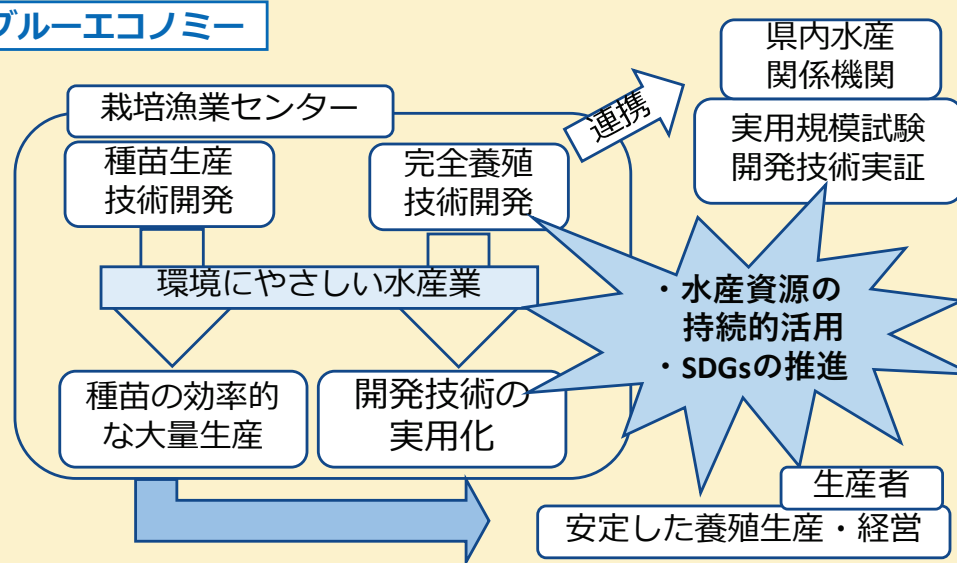 ブルーエコノミー
県内水産
関係機関
栽培漁業センター
連携
実用規模試験
開発技術実証
種苗生産
技術開発
完全養殖
技術開発
環境にやさしい水産業
・水産資源の
持続的活用
・SDGsの推進
種苗の効率的
な大量生産
開発技術の
実用化
生産者
安定した養殖生産・経営